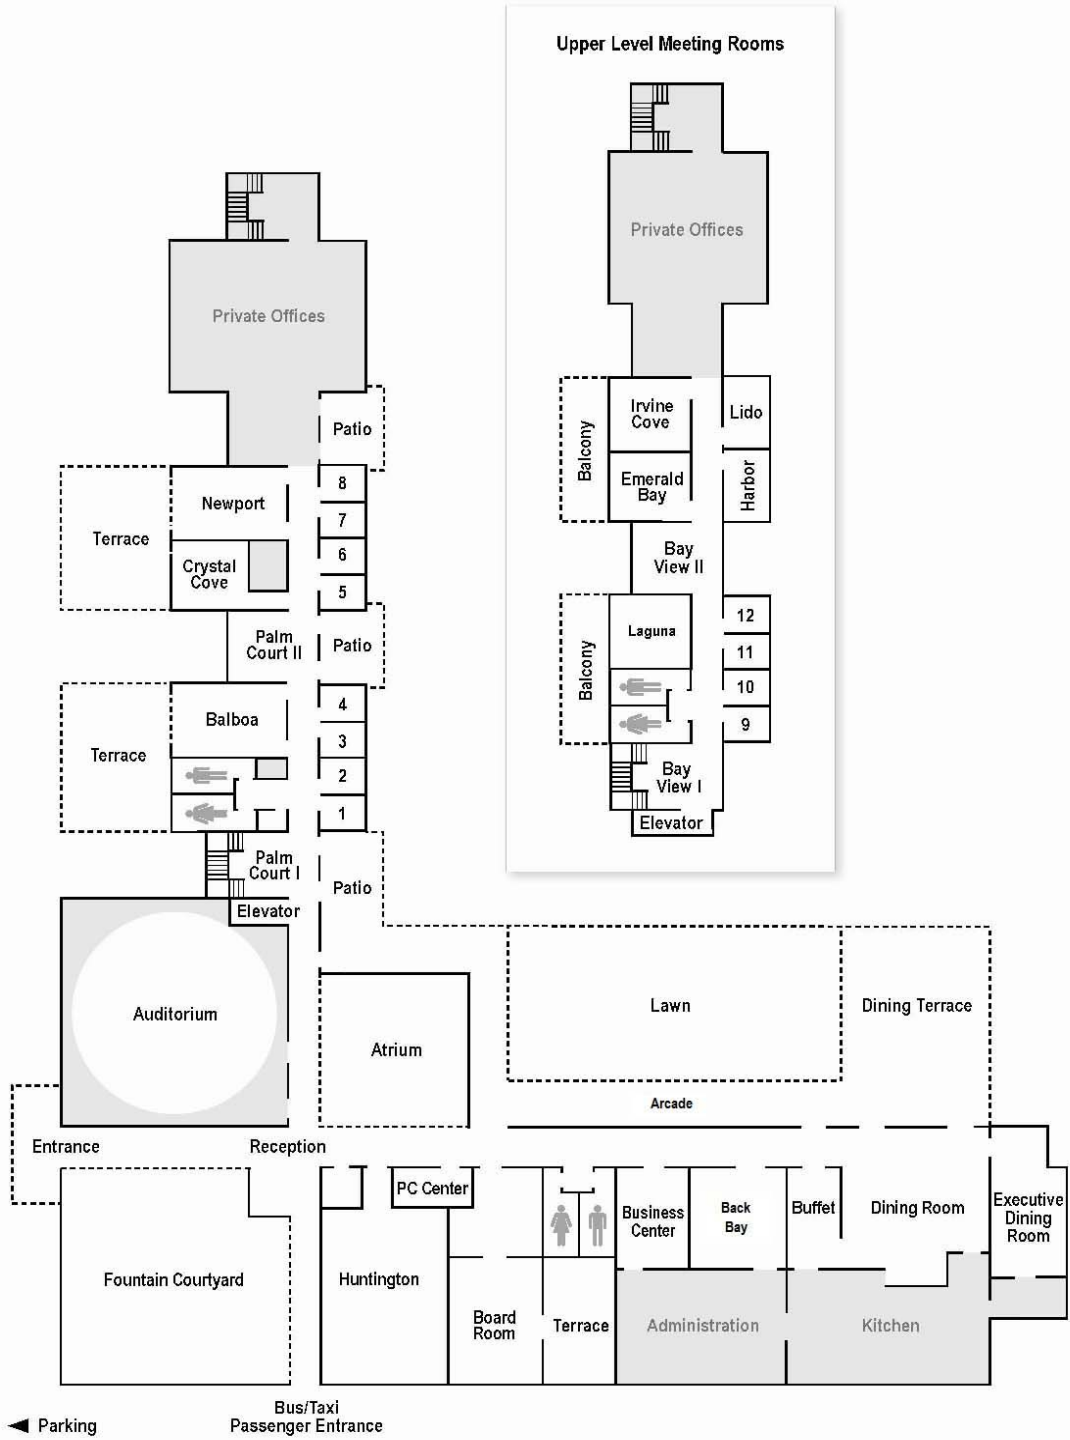 Upper Level Meeting Rooms
Private Offices
Irvine
Cove
Lido
Balcony
Emerald
Bay
Harbor
Bay
View II
Laguna
Balcony
12
11
10
9
Bay
View I
Elevator
Private Offices
Patio
Newport
8
7
Terrace
Crystal
Cove
6
5
Palm
Court II
Patio
Balboa
4
3
Terrace
2
1
Palm
Court I
Patio
Elevator
Auditorium
Atrium
Lawn
Dining Terrace
Arcade
Entrance
Reception
PC Center
Business
Center
Back
Bay
Buffet
Dining Room
Executive
Dining
Room
Fountain Courtyard
Huntington
Board
Room
Terrace
Administration
Kitchen
Bus/Taxi
Passenger Entrance
Parking